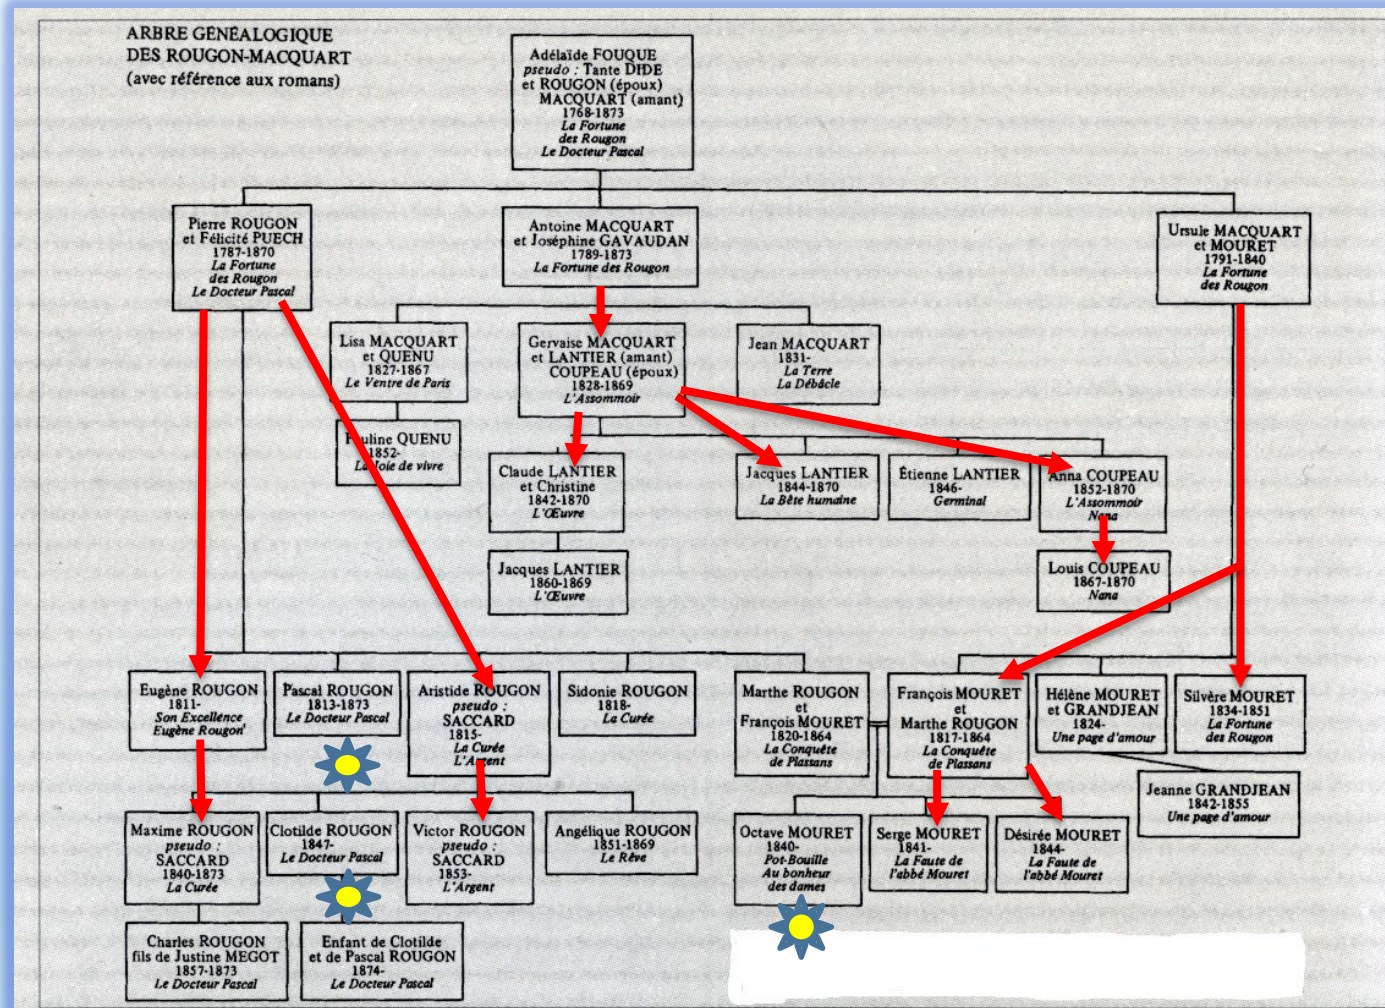 ARBRE GÉNÉALOGIQUE
DES ROUGON-MACQUART
(avec référence aux romans)
Adélaïde FOUQUE
pseudo : Tante DIDE
et ROUGON (époux)
MACQUART (amant)
1768-1873
La Fortune
des Rougon
Le Docteur Pascal
Pierre ROUGON
et Félicité PUECH
1787-1870
La Fortune
des Rougon
Le Docteur Pascal
Antoine MACQUART
et Joséphine GAVAUDAN
1789-1873
La Fortune des Rougon
Ursule MACQUART
et MOURET
1791-1840
La Fortune
des Rougon
Lisa MACQUART
et QUENU
1827-1867
Le Ventre de Paris
Gervaise MACQUART
et LANTIER (amant)
COUPEAU (époux)
1828-1869
L'Assommoir
Jean MACQUART
1831-
La Terre
La Débâcle
Pauline QUENU
1852-
La Joie de vivre
Claude LANTIER
et Christine
1842-1870
L'Œuvre
Jacques LANTIER
1844-1870
La Bête humaine
Étienne LANTIER
1846-
Germinal
Anna COUPEAU
1852-1870
L'Assommoir
Nana
Jacques LANTIER
1860-1869
L'Œuvre
Louis COUPEAU
1867-1870
Nana
Eugène ROUGON
1811-
Son Excellence
Eugène Rougon
Pascal ROUGON
1813-1873
Le Docteur Pascal
Aristide ROUGON
pseudo :
SACCARD
1815-
La Curée
L'Argent
Sidonie ROUGON
1818-
La Curée
Marthe ROUGON
et
François MOURET
1820-1864
La Conquête
de Plassans
François MOURET
et
Marthe ROUGON
1817-1864
La Conquête
de Plassans
Hélène MOURET
et GRANDJEAN
1824-
Une page d'amour
Silvère MOURET
1834-1851
La Fortune
des Rougon
Jeanne GRANDJEAN
1842-1855
Une page d'amour
Maxime ROUGON
pseudo :
SACCARD
1840-1873
La Curée
Clotilde ROUGON
1847-
Le Docteur Pascal
Victor ROUGON
pseudo :
SACCARD
1853-
L'Argent
Angélique ROUGON
1851-1869
Le Rêve
Octave MOURET
1840-
Pot-Bouille
Au bonheur
des dames
Serge MOURET
1841-
La Faute de
l'abbé Mouret
Désirée MOURET
1844-
La Faute de
l'abbé Mouret
Charles ROUGON
fils de Justine MEGOT
1857-1873
Le Docteur Pascal
Enfant de Clotilde
et de Pascal ROUGON
1874-
Le Docteur Pascal